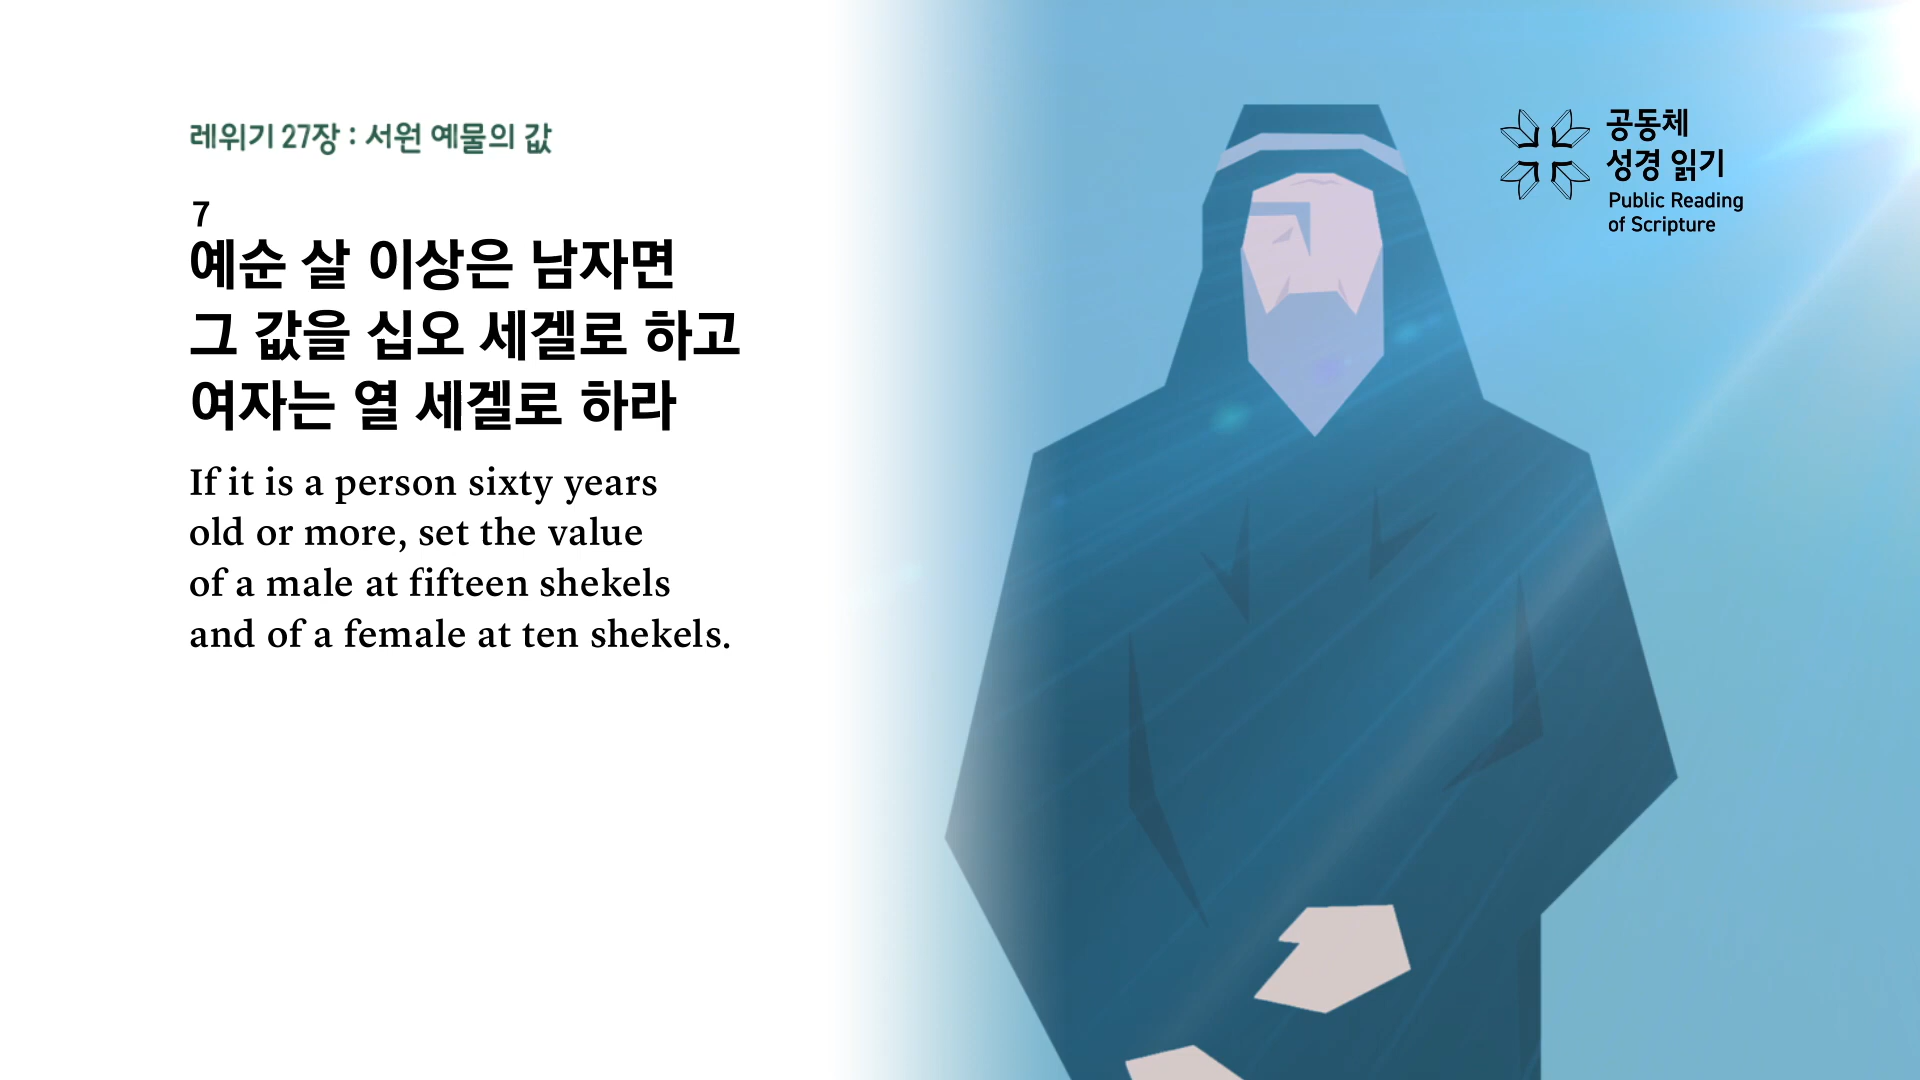 레위기 27장 : 서원 예물의 값
7
예순 살 이상은 남자면
그 값을 십오 세겔로 하고
여자는 열 세겔로 하라
If it is a person sixty years
old or more, set the value
of a male at fifteen shekels
and of a female at ten shekels.
공동체
성경 읽기
Public Reading
of Scripture